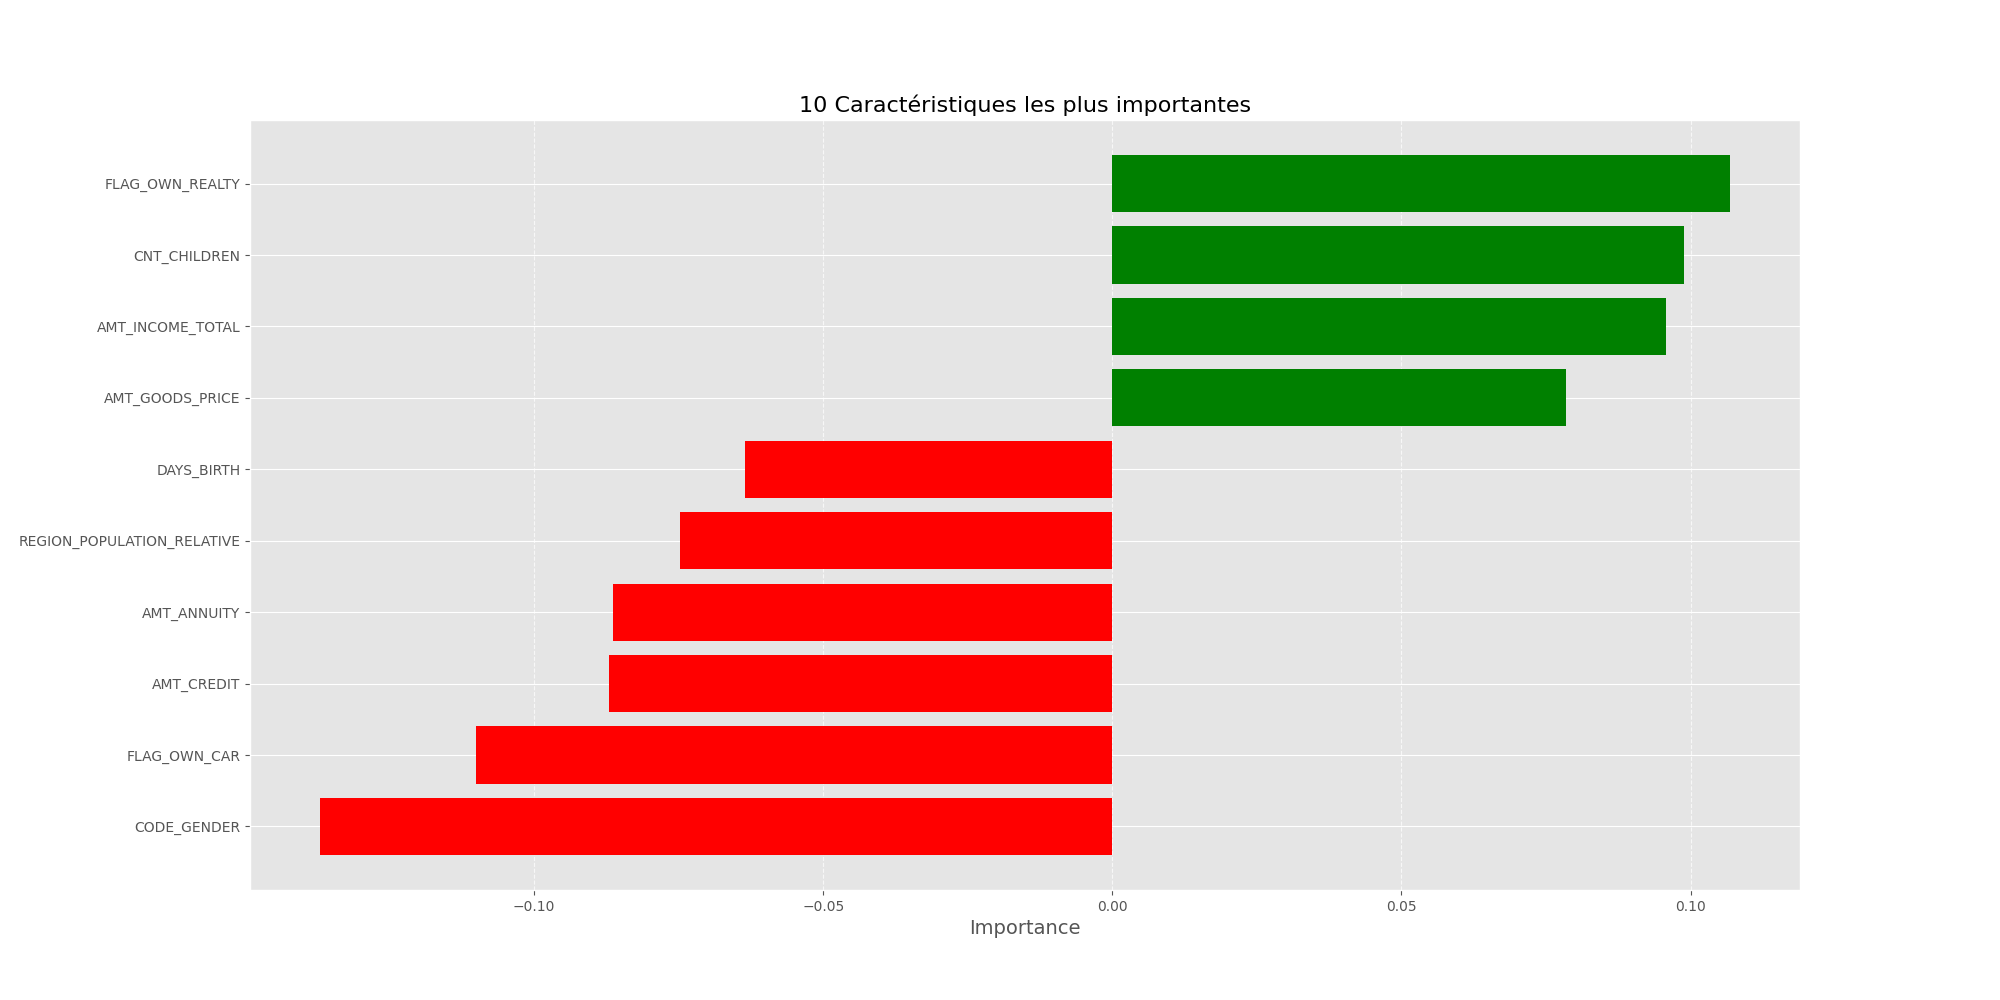 10 Caractéristiques les plus importantes
FLAG_OWN_REALTY
CNT_CHILDREN
AMT_INCOME_TOTAL
AMT_GOODS_PRICE
DAYS_BIRTH
REGION_POPULATION_RELATIVE
AMT_ANNUITY
AMT_CREDIT
FLAG_OWN_CAR
CODE_GENDER
−0.10 −0.05 0.00 0.05 0.10
Importance